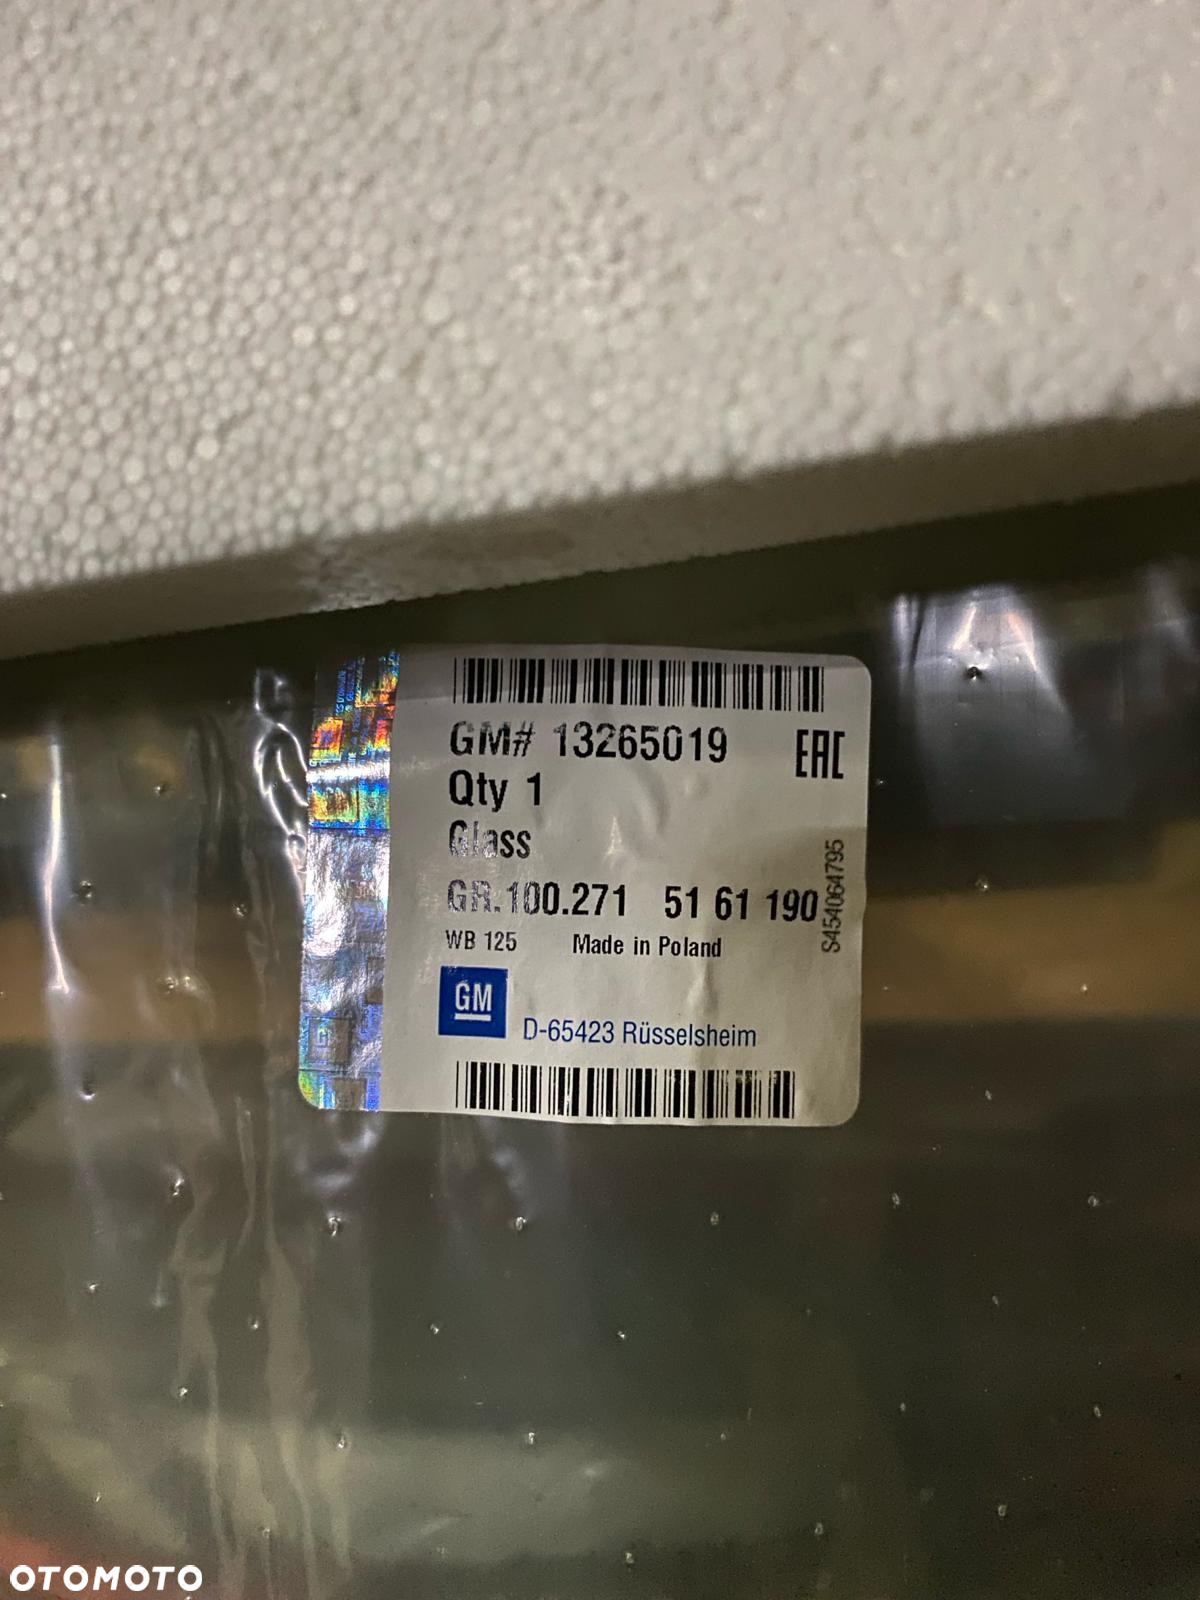 GM# 13265019
EAC
Qty 1
Glass
GR.100.271 51 61 190
S454064795
WB 125 Made in Poland
GM
D-65423 Rüsselsheim
OTOMOTO